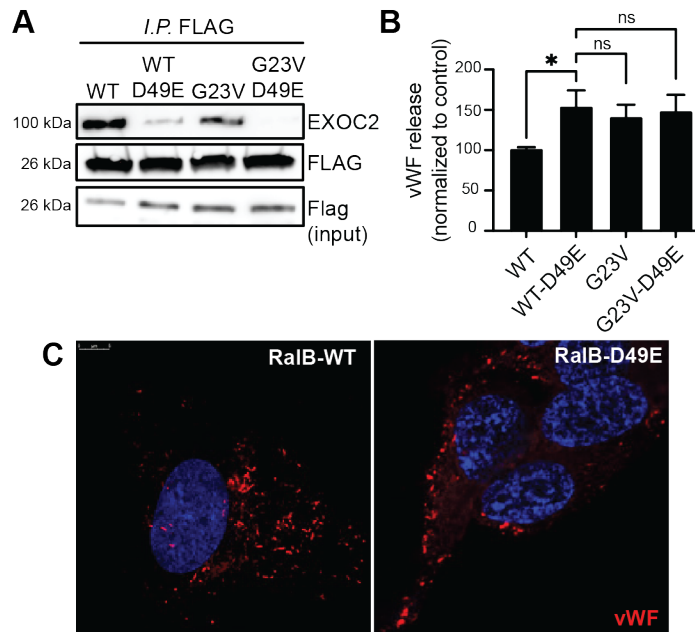 A
I.P. FLAG
WT
WT
D49E
G23V
G23V
D49E
100 kDa
EXOC2
26 kDa
FLAG
26 kDa
Flag
(input)
B
ns
ns
*
vWF release
(normalized to control)
200
150
100
50
0
WT
WT-D49E
G23V
G23V-D49E
C
RalB-WT
RalB-D49E
vWF